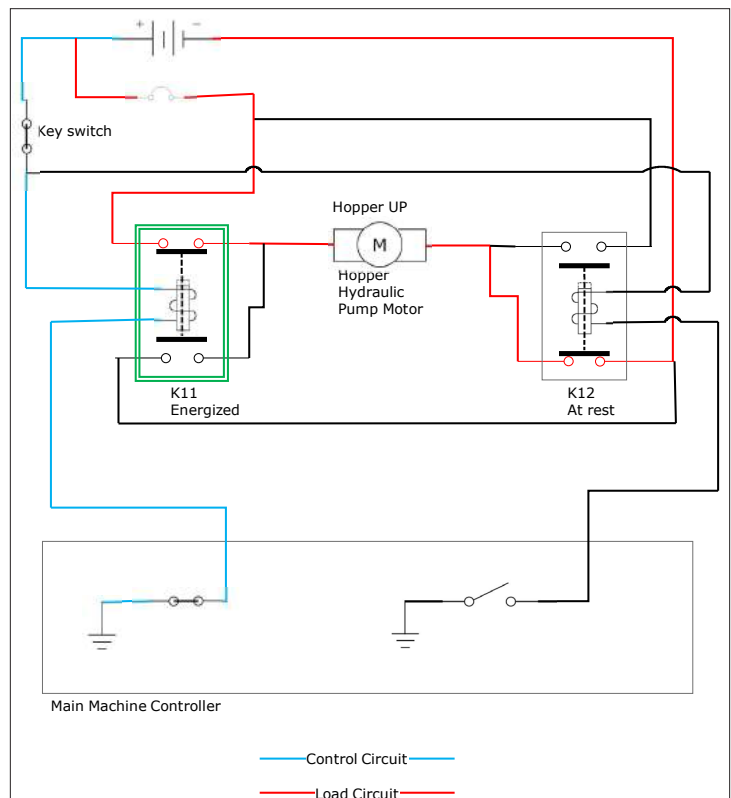 + −
Key switch
Hopper UP
M
Hopper
Hydraulic
Pump Motor
K11
Energized
K12
At rest
Main Machine Controller
Control Circuit
Load Circuit